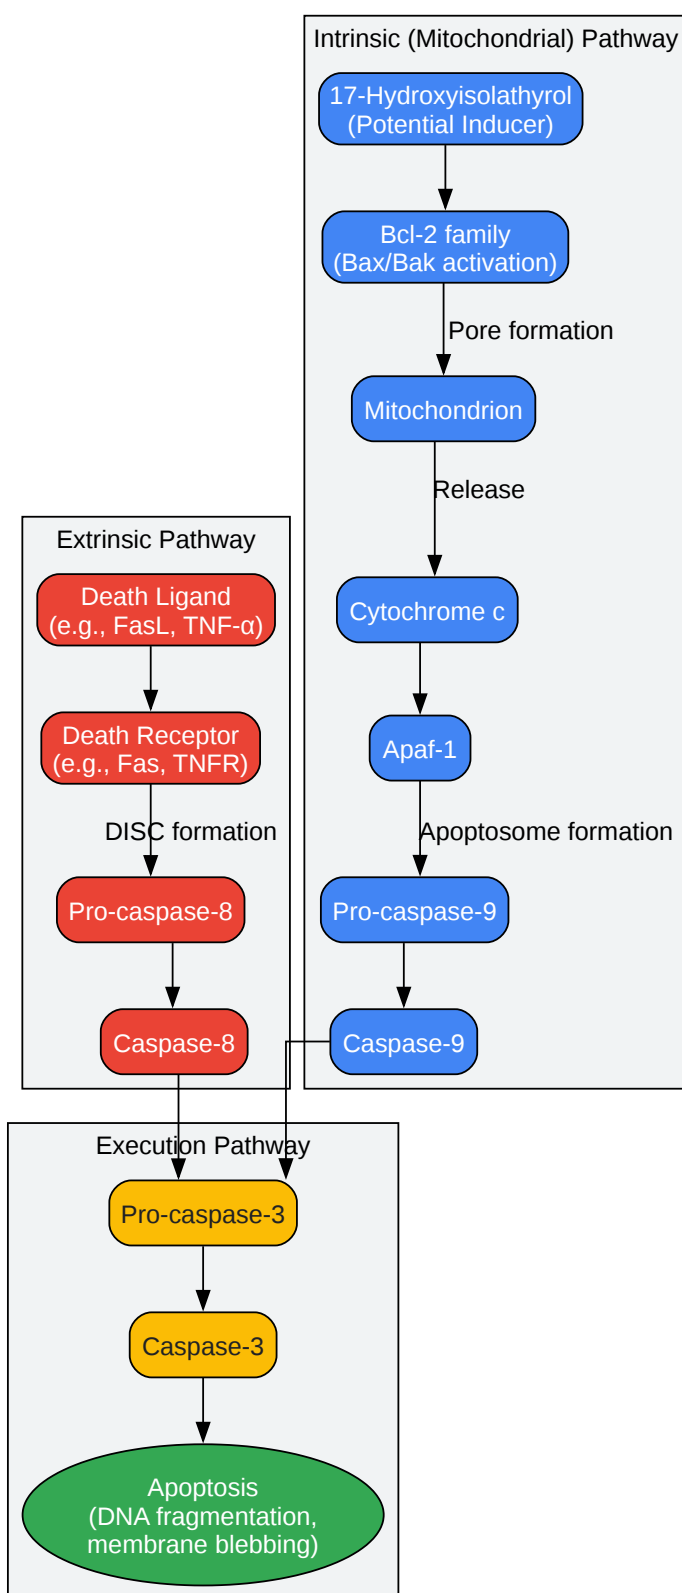 Intrinsic (Mitochondrial) Pathway
17-Hydroxyisolathyrol
(Potential Inducer)
Bcl-2 family
(Bax/Bak activation)
Pore formation
Mitochondrion
Release
Cytochrome c
Apaf-1
Apoptosome formation
Pro-caspase-9
Caspase-9
Extrinsic Pathway
Death Ligand
(e.g., FasL, TNF-α)
Death Receptor
(e.g., Fas, TNFR)
DISC formation
Pro-caspase-8
Caspase-8
Execution Pathway
Pro-caspase-3
Caspase-3
Apoptosis
(DNA fragmentation,
membrane blebbing)